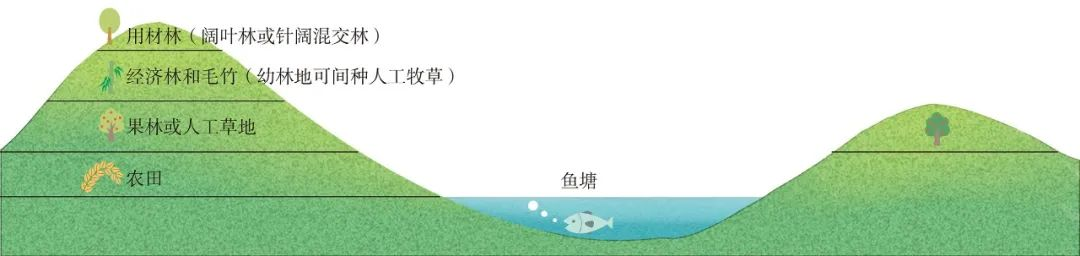 用材林（阔叶林或针阔混交林）
经济林和毛竹（幼林地可间种人工牧草）
果林或人工草地
农田
鱼塘